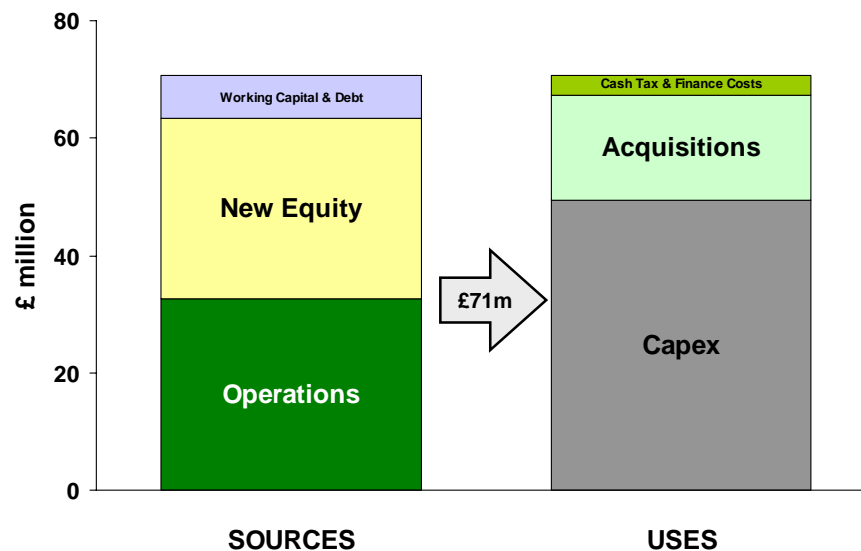 80
60
40
20
0
£ million
Working Capital & Debt
New Equity
Operations
£71m
Cash Tax & Finance Costs
Acquisitions
Capex
SOURCES
USES